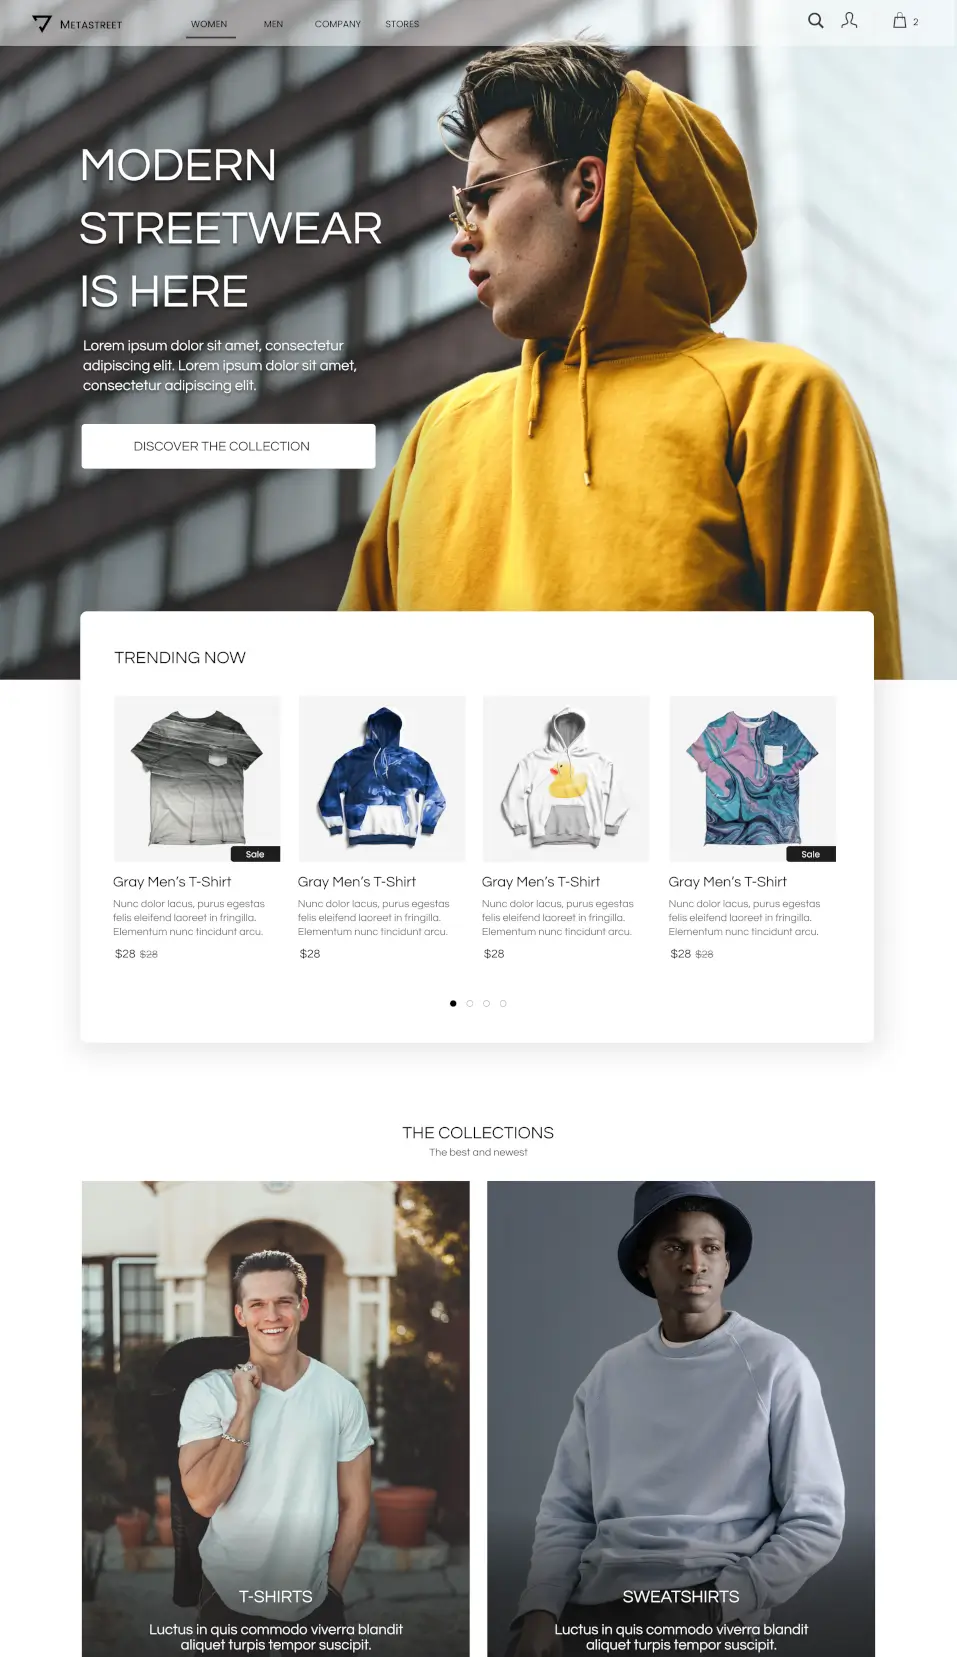 METASTREET
WOMEN
MEN
COMPANY
STORES
2
MODERN
STREETWEAR
IS HERE
Lorem ipsum dolor sit amet, consectetur
adipiscing elit. Lorem ipsum dolor sit amet,
consectetur adipiscing elit.
DISCOVER THE COLLECTION
TRENDING NOW
Sale
Gray Men’s T-Shirt
Nunc dolor lacus, purus egestas
felis eleifend laoreet in fringilla.
Elementum nunc tincidunt arcu.
$28 $28
Gray Men’s T-Shirt
Nunc dolor lacus, purus egestas
felis eleifend laoreet in fringilla.
Elementum nunc tincidunt arcu.
$28
Gray Men’s T-Shirt
Nunc dolor lacus, purus egestas
felis eleifend laoreet in fringilla.
Elementum nunc tincidunt arcu.
$28
Sale
Gray Men’s T-Shirt
Nunc dolor lacus, purus egestas
felis eleifend laoreet in fringilla.
Elementum nunc tincidunt arcu.
$28 $28
THE COLLECTIONS
The best and newest
T-SHIRTS
Luctus in quis commodo viverra blandit
aliquet turpis tempor suscipit.
SWEATSHIRTS
Luctus in quis commodo viverra blandit
aliquet turpis tempor suscipit.